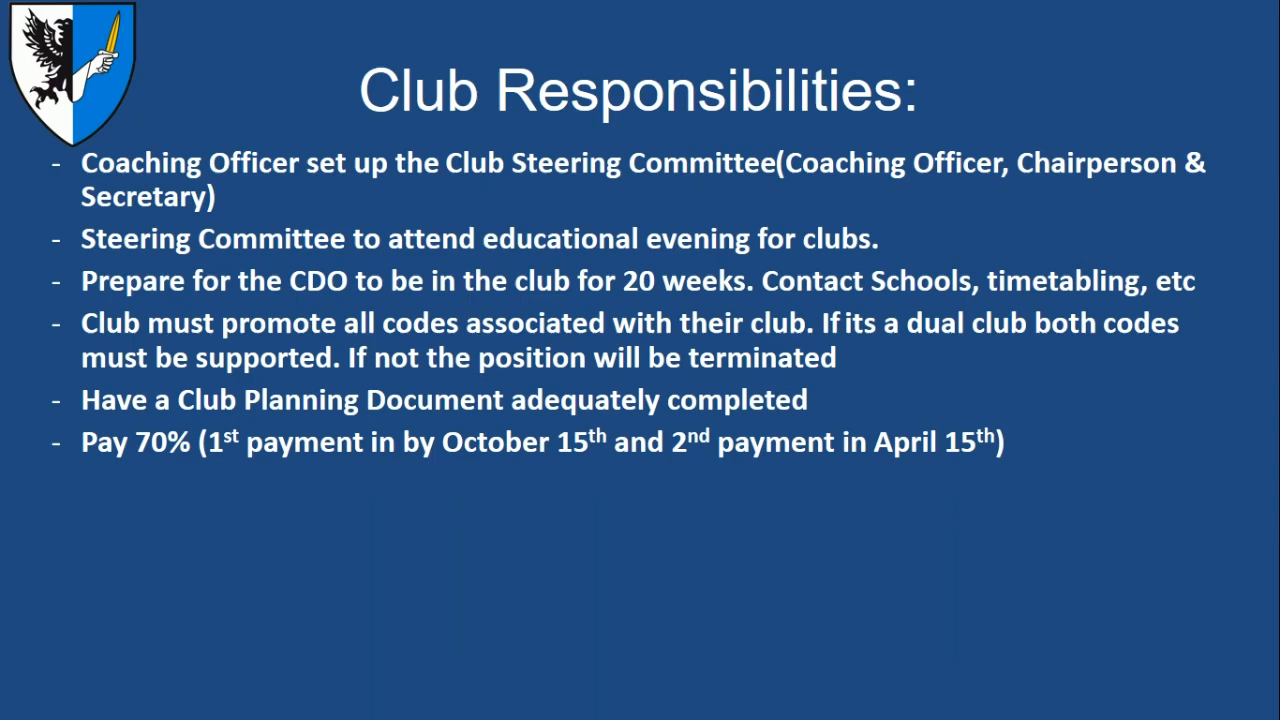 Club Responsibilities:
- Coaching Officer set up the Club Steering Committee(Coaching Officer, Chairperson &
Secretary)
- Steering Committee to attend educational evening for clubs.
- Prepare for the CDO to be in the club for 20 weeks. Contact Schools, timetabling, etc
- Club must promote all codes associated with their club. If its a dual club both codes
must be supported. If not the position will be terminated
- Have a Club Planning Document adequately completed
- Pay 70% (1st payment in by October 15th and 2nd payment in April 15th)